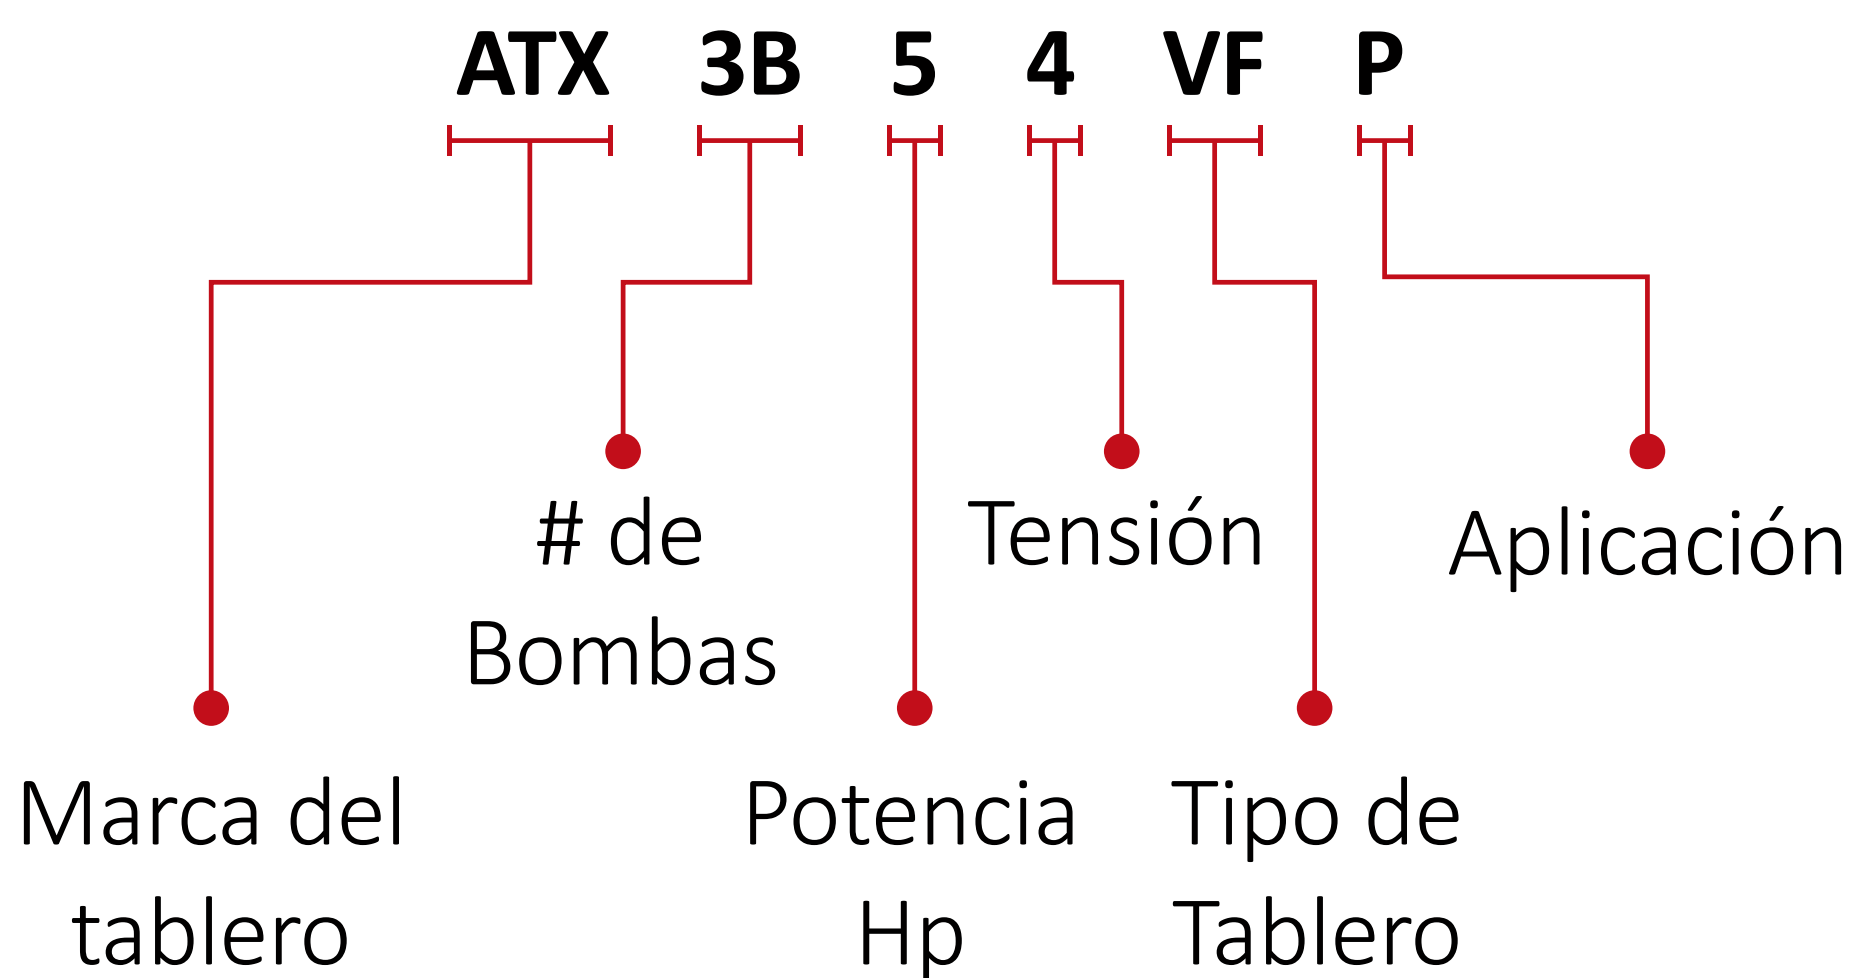 ATX 3B 5 4 VF P
# de
Bombas
Tensión
Aplicación
Marca del
tablero
Potencia
Hp
Tipo de
Tablero